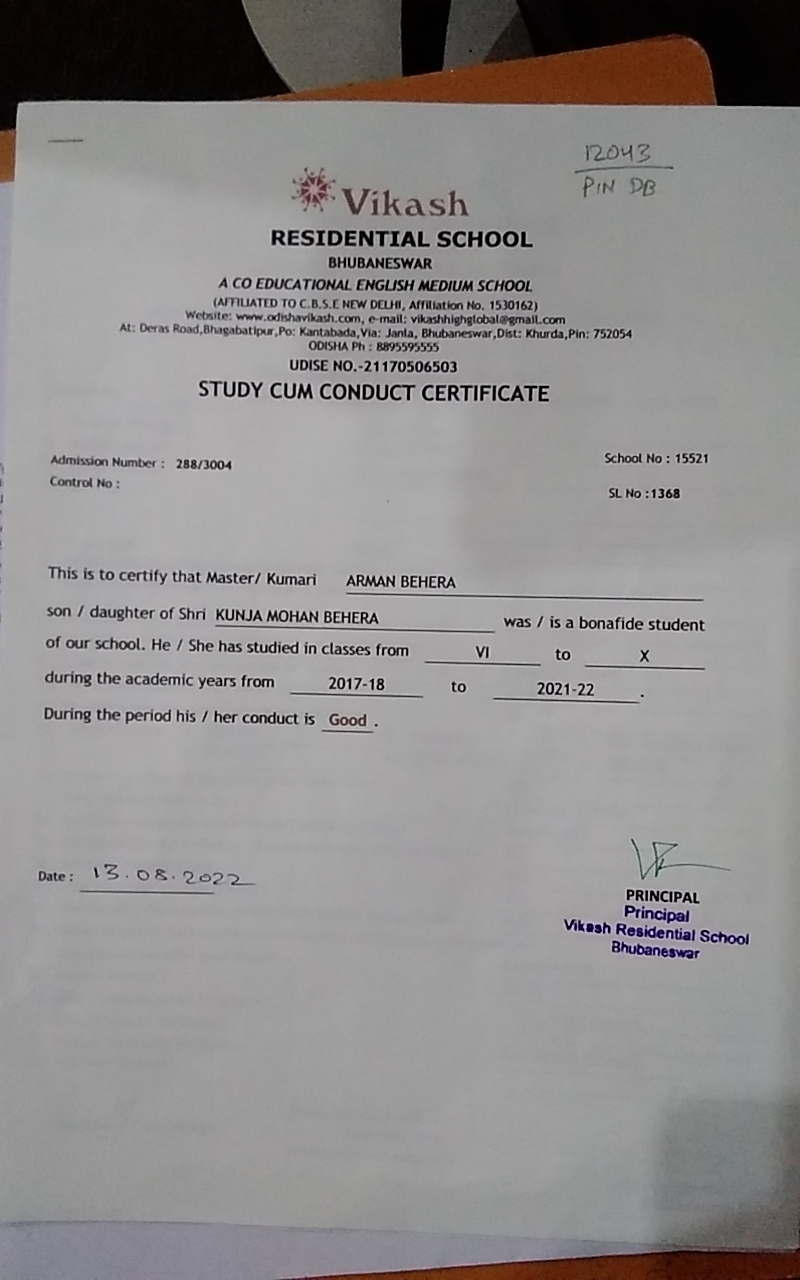 12043
PIN DB
Vikash
RESIDENTIAL SCHOOL
BHUBANESWAR
A CO EDUCATIONAL ENGLISH MEDIUM SCHOOL
(AFFILIATED TO C.B.S.E NEW DELHI, Affiliation No. 1530162)
Website: www.odishavikash.com, e-mail: vikashhighglobal@gmail.com
At: Deras Road,Bhagabatipur,Po: Kantabada,Via: Janla, Bhubaneswar,Dist: Khurda,Pin: 752054
ODISHA Ph : 8895595555
UDISE NO.-21170506503
STUDY CUM CONDUCT CERTIFICATE
Admission Number : 288/3004
School No : 15521
Control No :
SL No :1368
This is to certify that Master/ Kumari ARMAN BEHERA
son / daughter of Shri KUNJA MOHAN BEHERA was / is a bonafide student
of our school. He / She has studied in classes from VI to X
during the academic years from 2017-18 to 2021-22 .
During the period his / her conduct is Good .
Date : 13.08.2022
PRINCIPAL
Principal
Vikash Residential School
Bhubaneswar